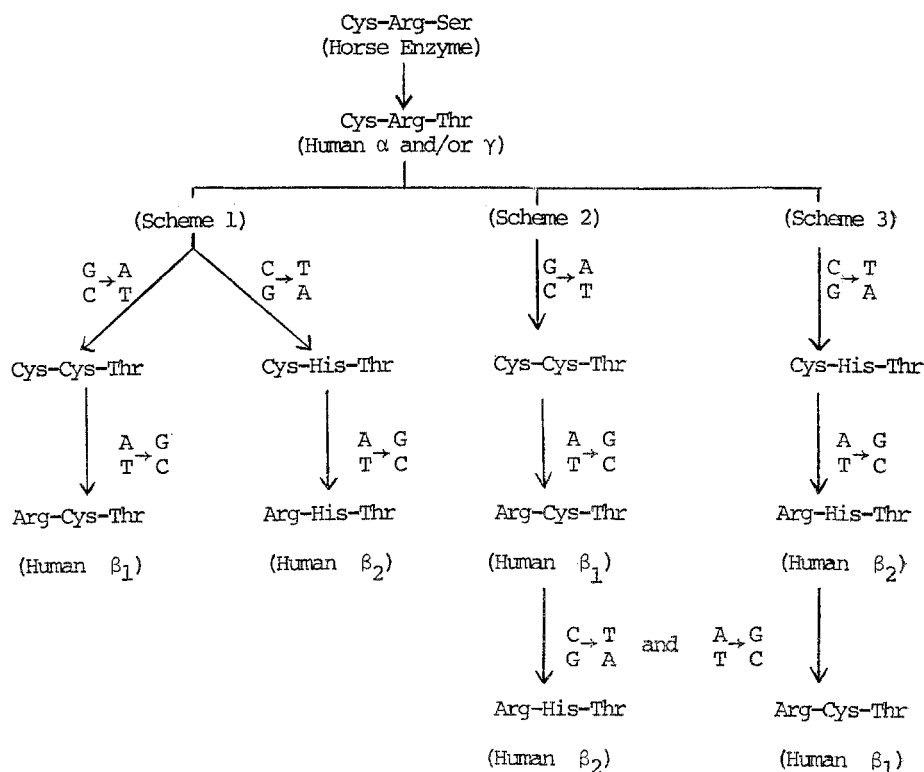 Cys-Arg-Ser
(Horse Enzyme)
Cys-Arg-Thr
(Human α and/or γ)
(Scheme 1)
(Scheme 2)
(Scheme 3)
G→A
C T
C→T
G A
G→A
C T
C→T
G A
Cys-Cys-Thr
Cys-His-Thr
Cys-Cys-Thr
Cys-His-Thr
A→G
T C
A→G
T C
A→G
T C
A→G
T C
Arg-Cys-Thr
Arg-His-Thr
Arg-Cys-Thr
Arg-His-Thr
(Human β1)
(Human β2)
(Human β1)
(Human β2)
C→T and A→G
G A T C
Arg-His-Thr
Arg-Cys-Thr
(Human β2)
(Human β1)